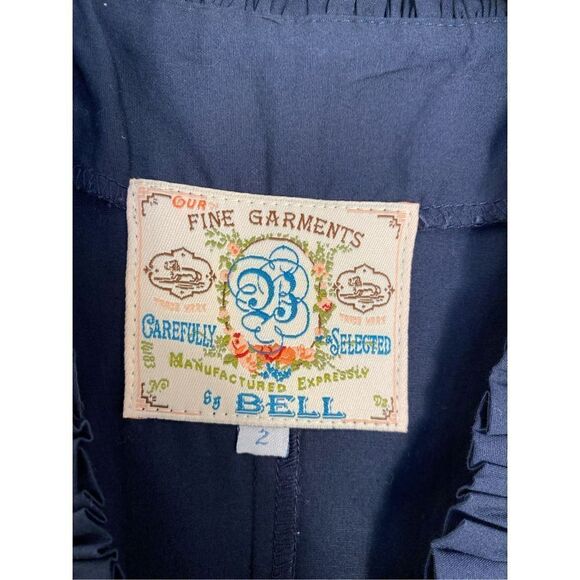 OUR
FINE GARMENTS
B
TRADE MARK TRADE MARK
CAREFULLY SELECTED
MANUFACTURED EXPRESSLY
By BELL
2